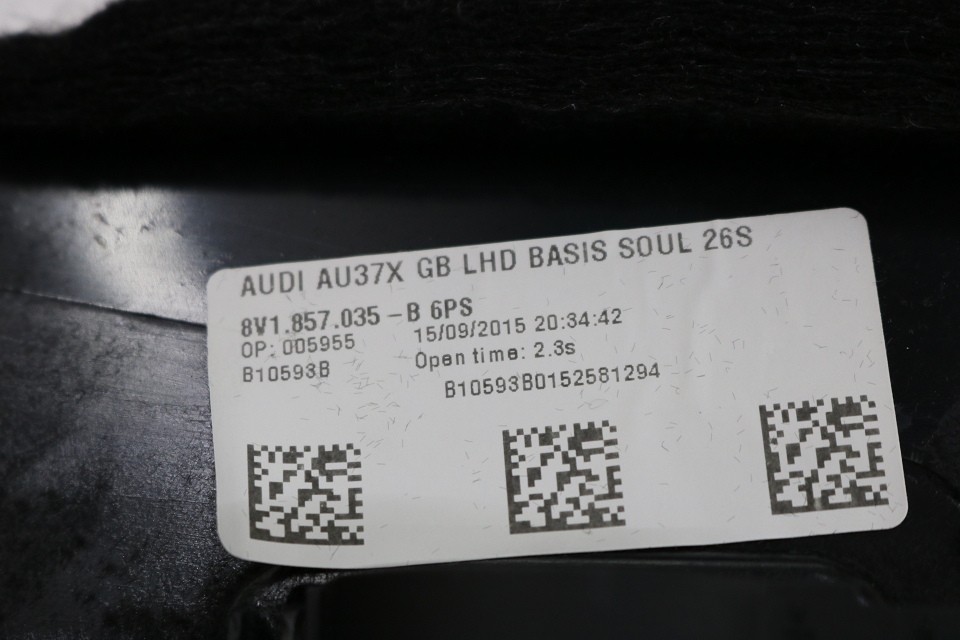 AUDI AU37X GB LHD BASIS SOUL 26S
8V1.857.035 -B 6PS
OP: 005955 15/09/2015 20:34:42
B10593B Open time: 2.3s
B10593B0152581294